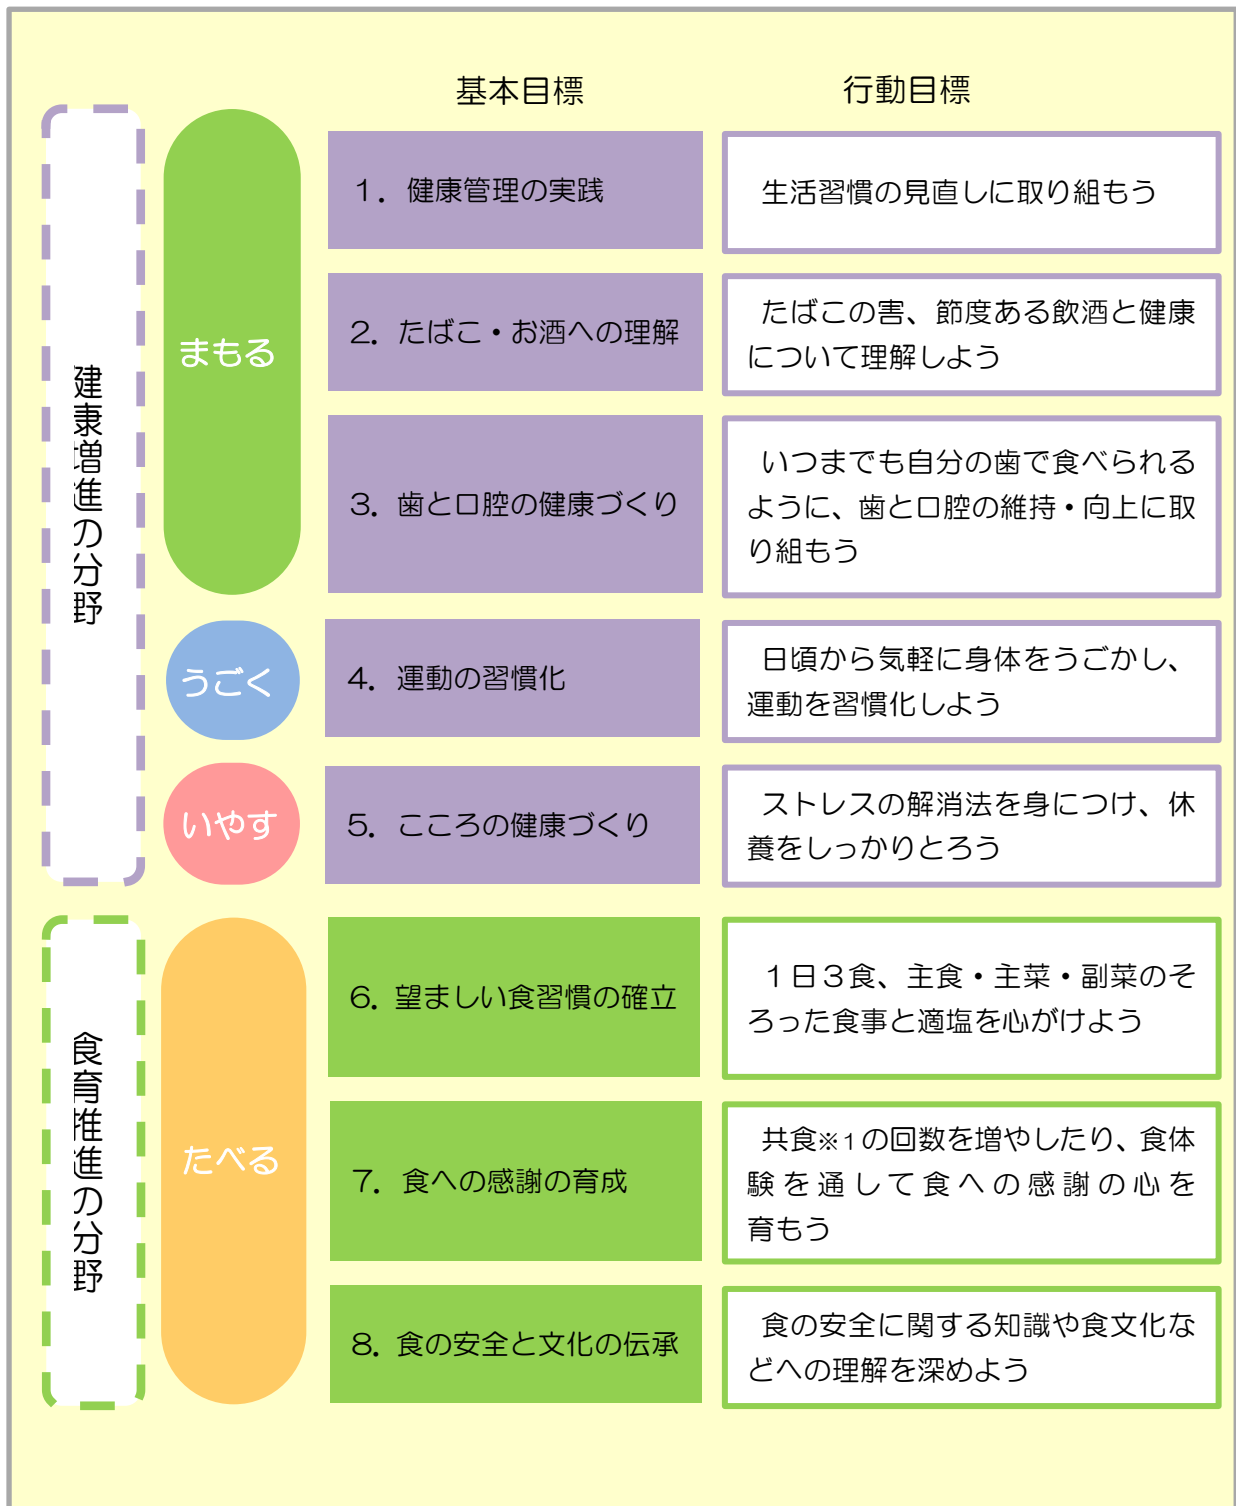 基本目標
行動目標
健康増進の分野
まもる
1．健康管理の実践
生活習慣の見直しに取り組もう
2．たばこ・お酒への理解
たばこの害、節度ある飲酒と健康
について理解しよう
3．歯と口腔の健康づくり
いつまでも自分の歯で食べられる
ように、歯と口腔の維持・向上に取
り組もう
うごく
4．運動の習慣化
日頃から気軽に身体をうごかし、
運動を習慣化しよう
いやす
5．こころの健康づくり
ストレスの解消法を身につけ、休
養をしっかりとろう
食育推進の分野
たべる
6．望ましい食習慣の確立
1日3食、主食・主菜・副菜のそ
ろった食事と適塩を心がけよう
7．食への感謝の育成
共食※1の回数を増やしたり、食体
験を通して食への感謝の心を
育もう
8．食の安全と文化の伝承
食の安全に関する知識や食文化な
どへの理解を深めよう